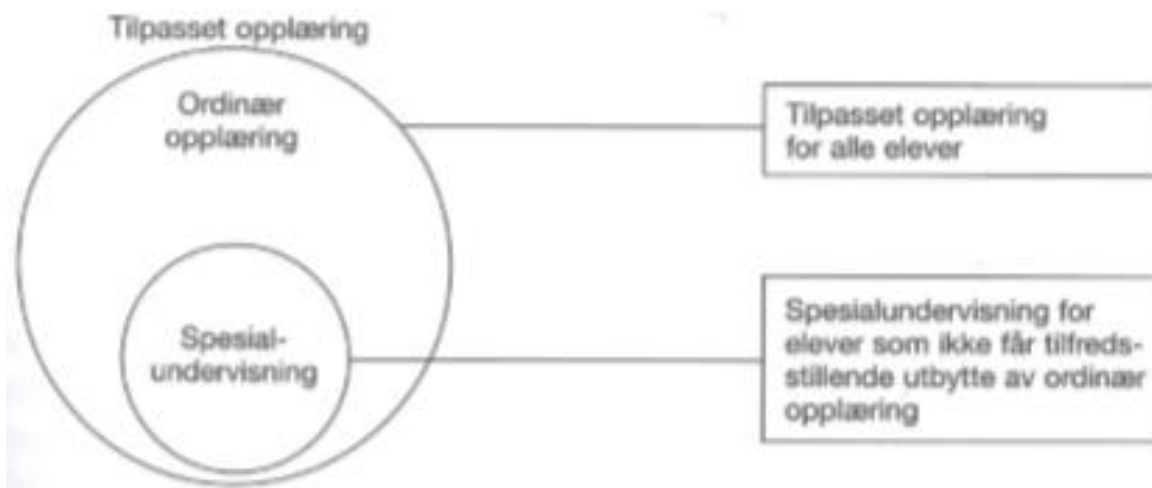 Tilpasset opplæring
Ordinær
opplæring
Tilpasset opplæring
for alle elever
Spesial-
undervisning
Spesialundervisning for
elever som ikke får tilfreds-
stillende utbytte av ordinær
opplæring